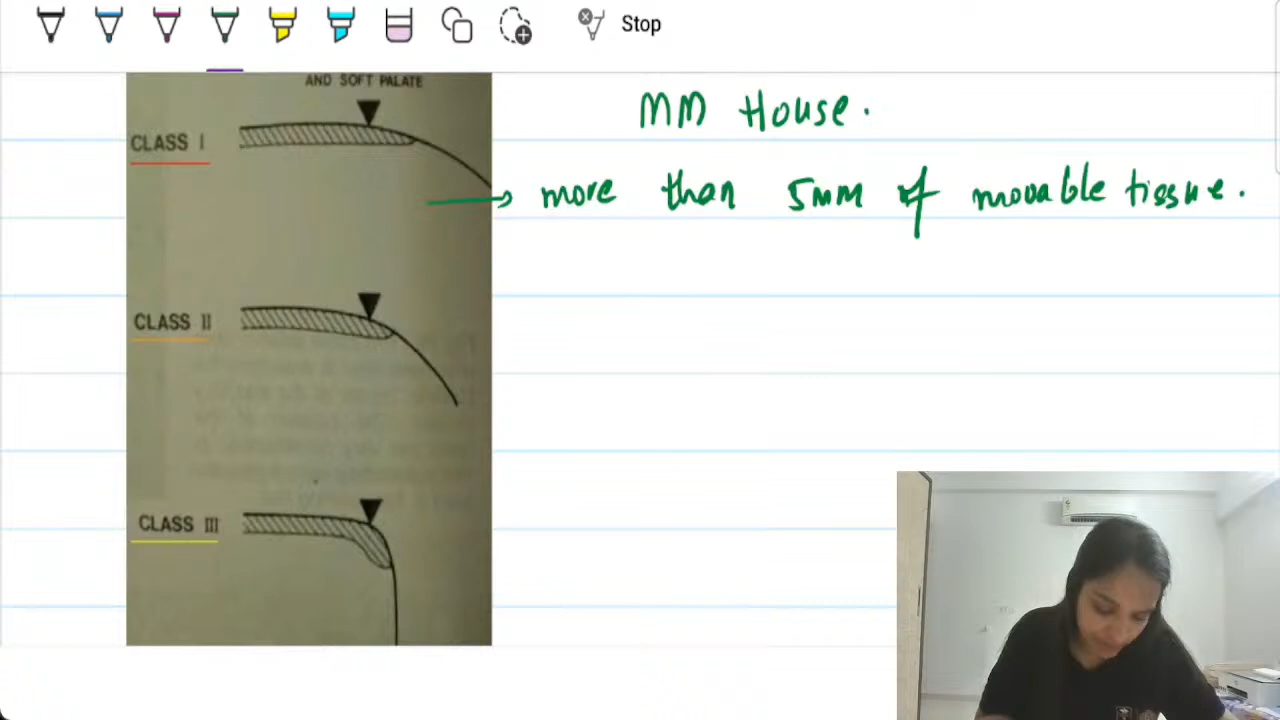 Stop
AND SOFT PALATE
MM House.
CLASS I
more than 5mm of movable tissue.
CLASS II
CLASS III